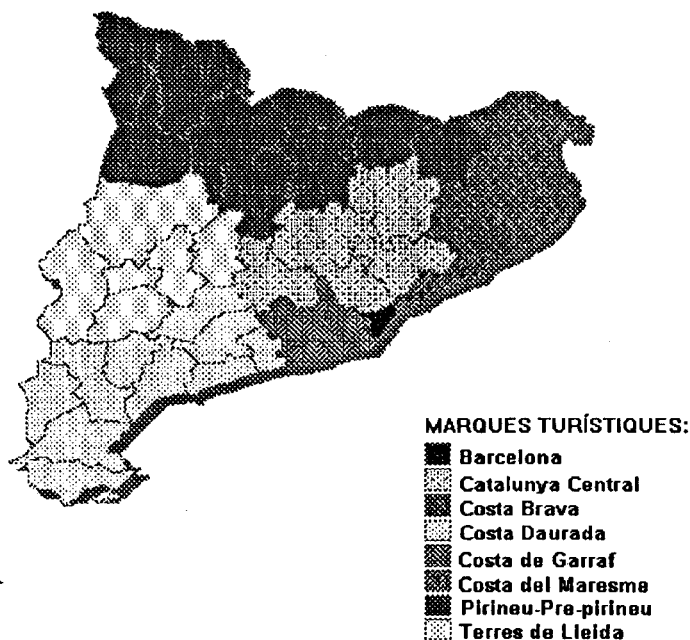 MARQUES TURÍSTIQUES:
Barcelona
Catalunya Central
Costa Brava
Costa Daurada
Costa de Garraf
Costa del Maresme
Pirineu-Pre-pirineu
Terres de Lleida